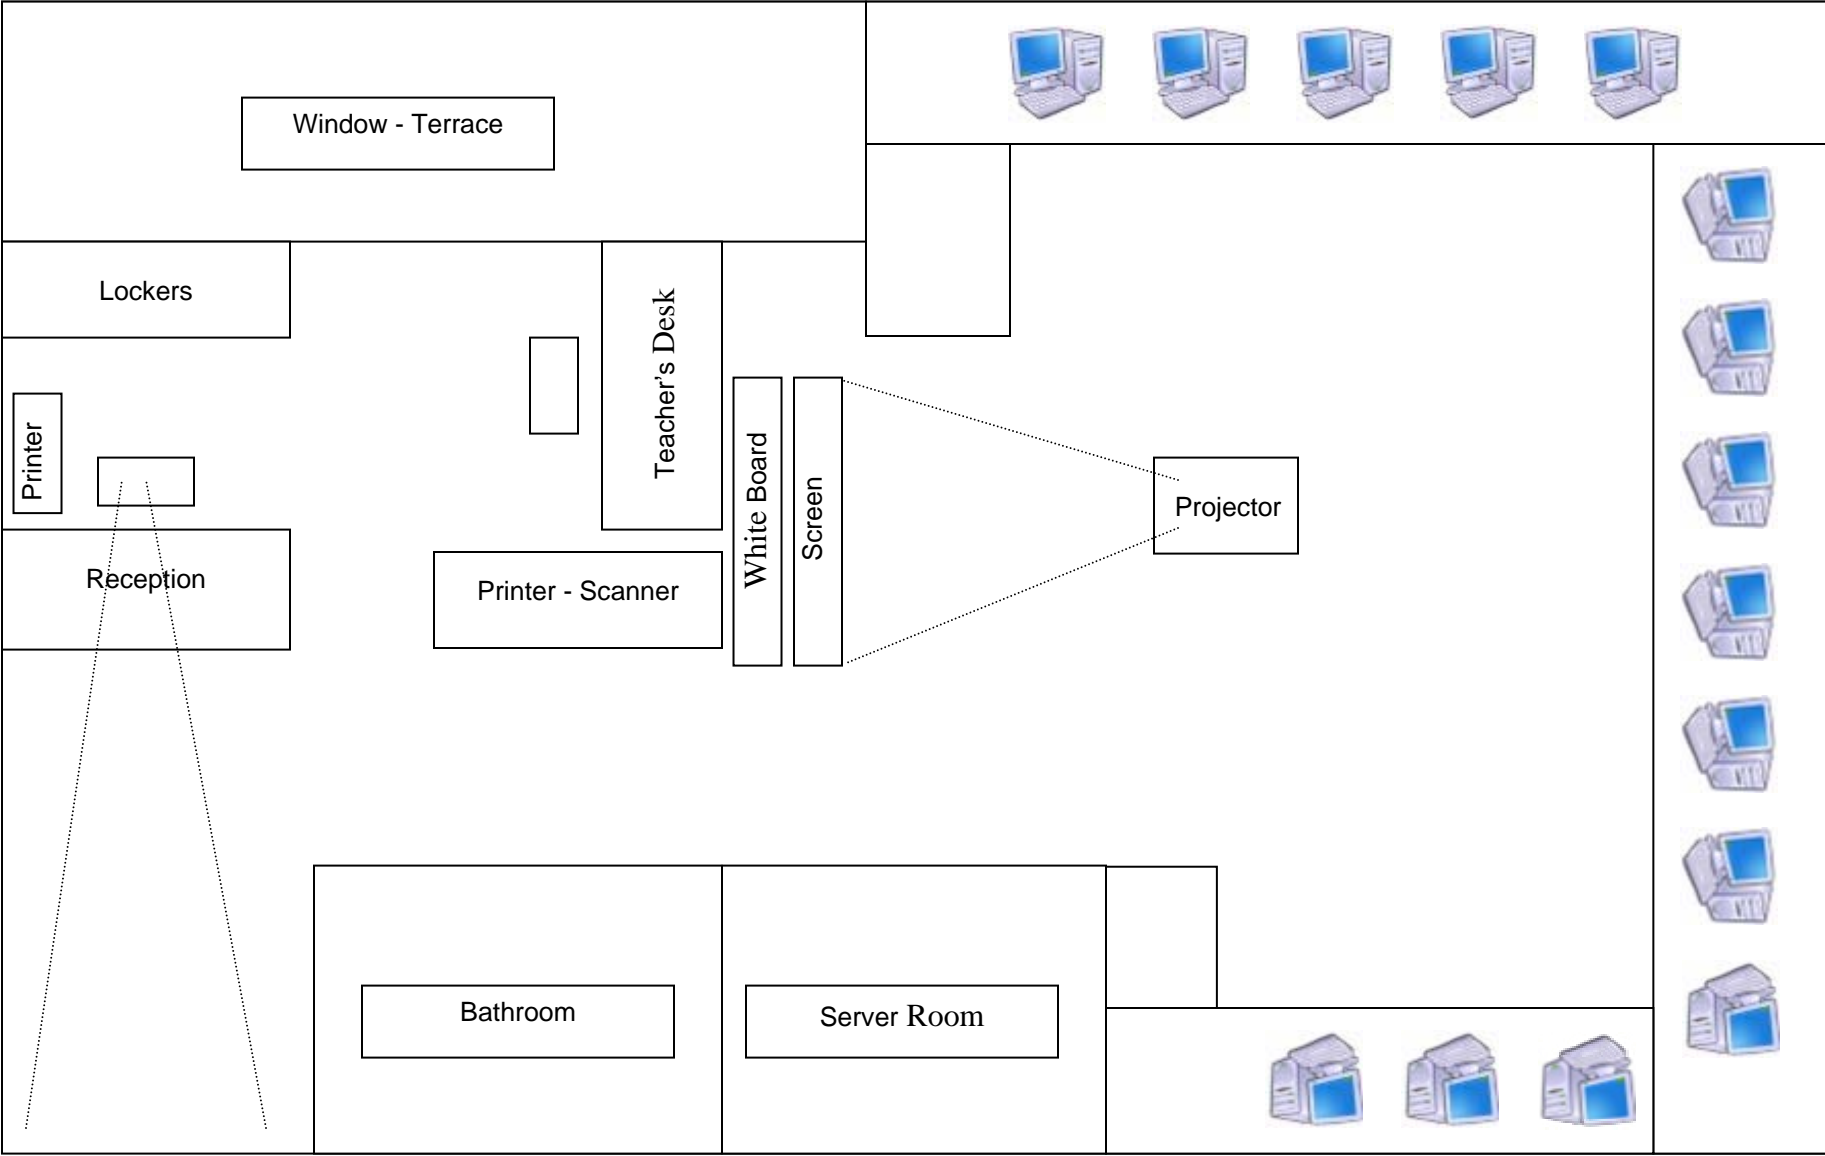 Window - Terrace
Lockers
Teacher's Desk
Printer
White Board
Screen
Projector
Reception
Printer - Scanner
Bathroom
Server Room